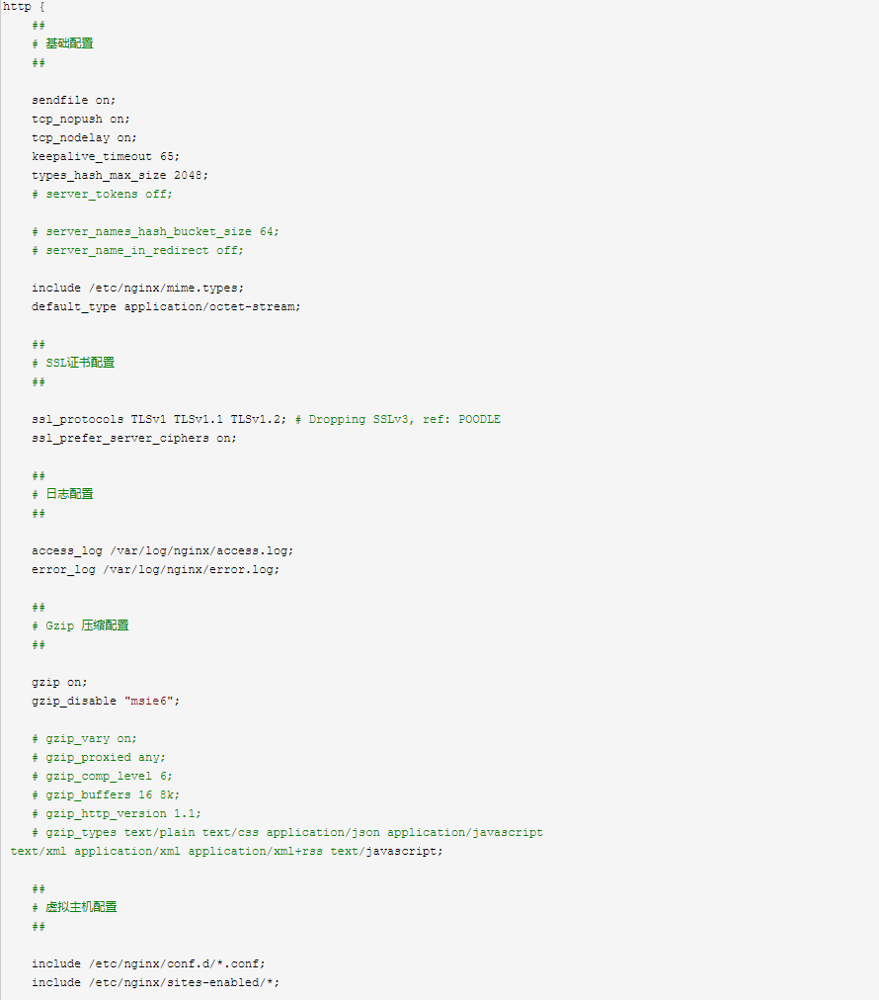 http {
##
# 基础配置
##
sendfile on;
tcp_nopush on;
tcp_nodelay on;
keepalive_timeout 65;
types_hash_max_size 2048;
# server_tokens off;
# server_names_hash_bucket_size 64;
# server_name_in_redirect off;
include /etc/nginx/mime.types;
default_type application/octet-stream;
##
# SSL证书配置
##
ssl_protocols TLSv1 TLSv1.1 TLSv1.2; # Dropping SSLv3, ref: POODLE
ssl_prefer_server_ciphers on;
##
# 日志配置
##
access_log /var/log/nginx/access.log;
error_log /var/log/nginx/error.log;
##
# Gzip 压缩配置
##
gzip on;
gzip_disable "msie6";
# gzip_vary on;
# gzip_proxied any;
# gzip_comp_level 6;
# gzip_buffers 16 8k;
# gzip_http_version 1.1;
# gzip_types text/plain text/css application/json application/javascript
text/xml application/xml application/xml+rss text/javascript;
##
# 虚拟主机配置
##
include /etc/nginx/conf.d/*.conf;
include /etc/nginx/sites-enabled/*;